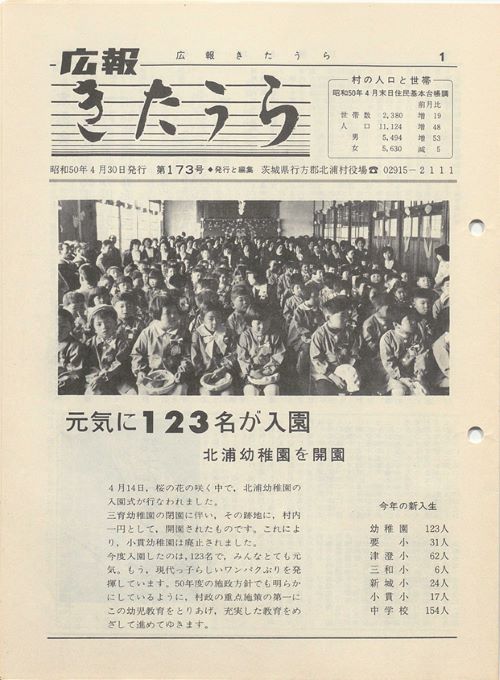 広報きたうら
1
広報
きたうら
村の人口と世帯
昭和50年4月末日住民基本台帳調
前月比
世帯数 2,380 増19
人口 11,124 増48
男 5,494 増53
女 5,630 減5
昭和50年4月30日発行 第173号 ◆発行と編集 茨城県行方郡北浦村役場☎02915-2111
元気に123名が入園
北浦幼稚園を開園
4月14日，桜の花の咲く中で，北浦幼稚園の
入園式が行なわれました。
三育幼稚園の閉園に伴い，その跡地に，村内
一円として，開園されたものです。これによ
り，小貫幼稚園は廃止されました。
今度入園したのは，123名で，みんなとても元
気。もう，現代っ子らしいワンパクぶりを発
揮しています。50年度の施政方針でも明らか
にしているように，村政の重点施策の第一に
この幼児教育をとりあげ，充実した教育をめ
ざして進めてゆきます。
今年の新入生
幼稚園 123人
要小 31人
津澄小 62人
三和小 6人
新城小 24人
小貫小 17人
中学校 154人